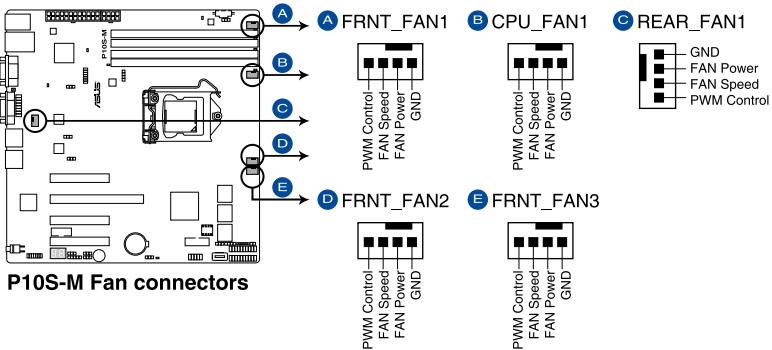 A FRNT_FAN1
PWM Control
FAN Speed
FAN Power
GND
B CPU_FAN1
PWM Control
FAN Speed
FAN Power
GND
C REAR_FAN1
GND
FAN Power
FAN Speed
PWM Control
A
B
C
D
E
P10S-M
ASUS
D FRNT_FAN2
PWM Control
FAN Speed
FAN Power
GND
E FRNT_FAN3
PWM Control
FAN Speed
FAN Power
GND
P10S-M Fan connectors